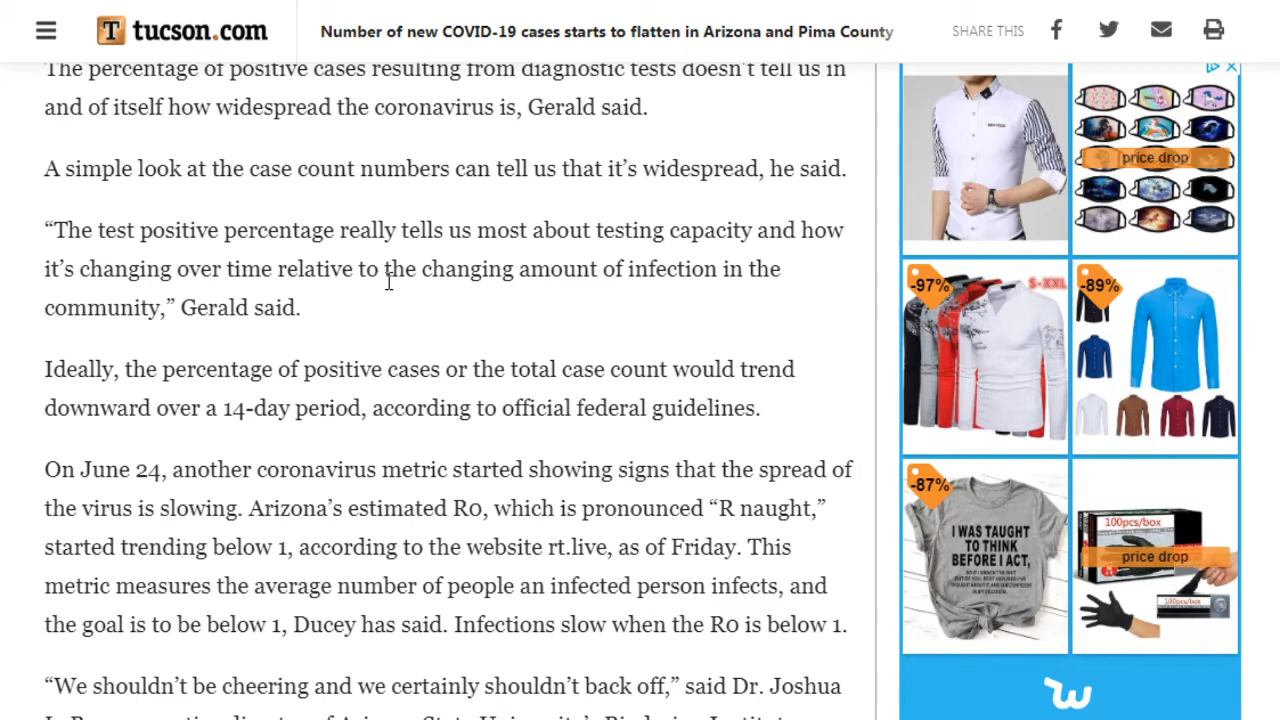 tucson.com
Number of new COVID-19 cases starts to flatten in Arizona and Pima County
SHARE THIS
The percentage of positive cases resulting from diagnostic tests doesn't tell us in
and of itself how widespread the coronavirus is, Gerald said.
A simple look at the case count numbers can tell us that it’s widespread, he said.
“The test positive percentage really tells us most about testing capacity and how
it’s changing over time relative to the changing amount of infection in the
community,” Gerald said.
Ideally, the percentage of positive cases or the total case count would trend
downward over a 14-day period, according to official federal guidelines.
On June 24, another coronavirus metric started showing signs that the spread of
the virus is slowing. Arizona’s estimated R0, which is pronounced “R naught,”
started trending below 1, according to the website rt.live, as of Friday. This
metric measures the average number of people an infected person infects, and
the goal is to be below 1, Ducey has said. Infections slow when the R0 is below 1.
“We shouldn’t be cheering and we certainly shouldn’t back off,” said Dr. Joshua
price drop
-97%
S-XXL
-89%
-87%
I WAS TAUGHT
TO THINK
BEFORE I ACT,
100pcs/box
price drop
100pcs/box